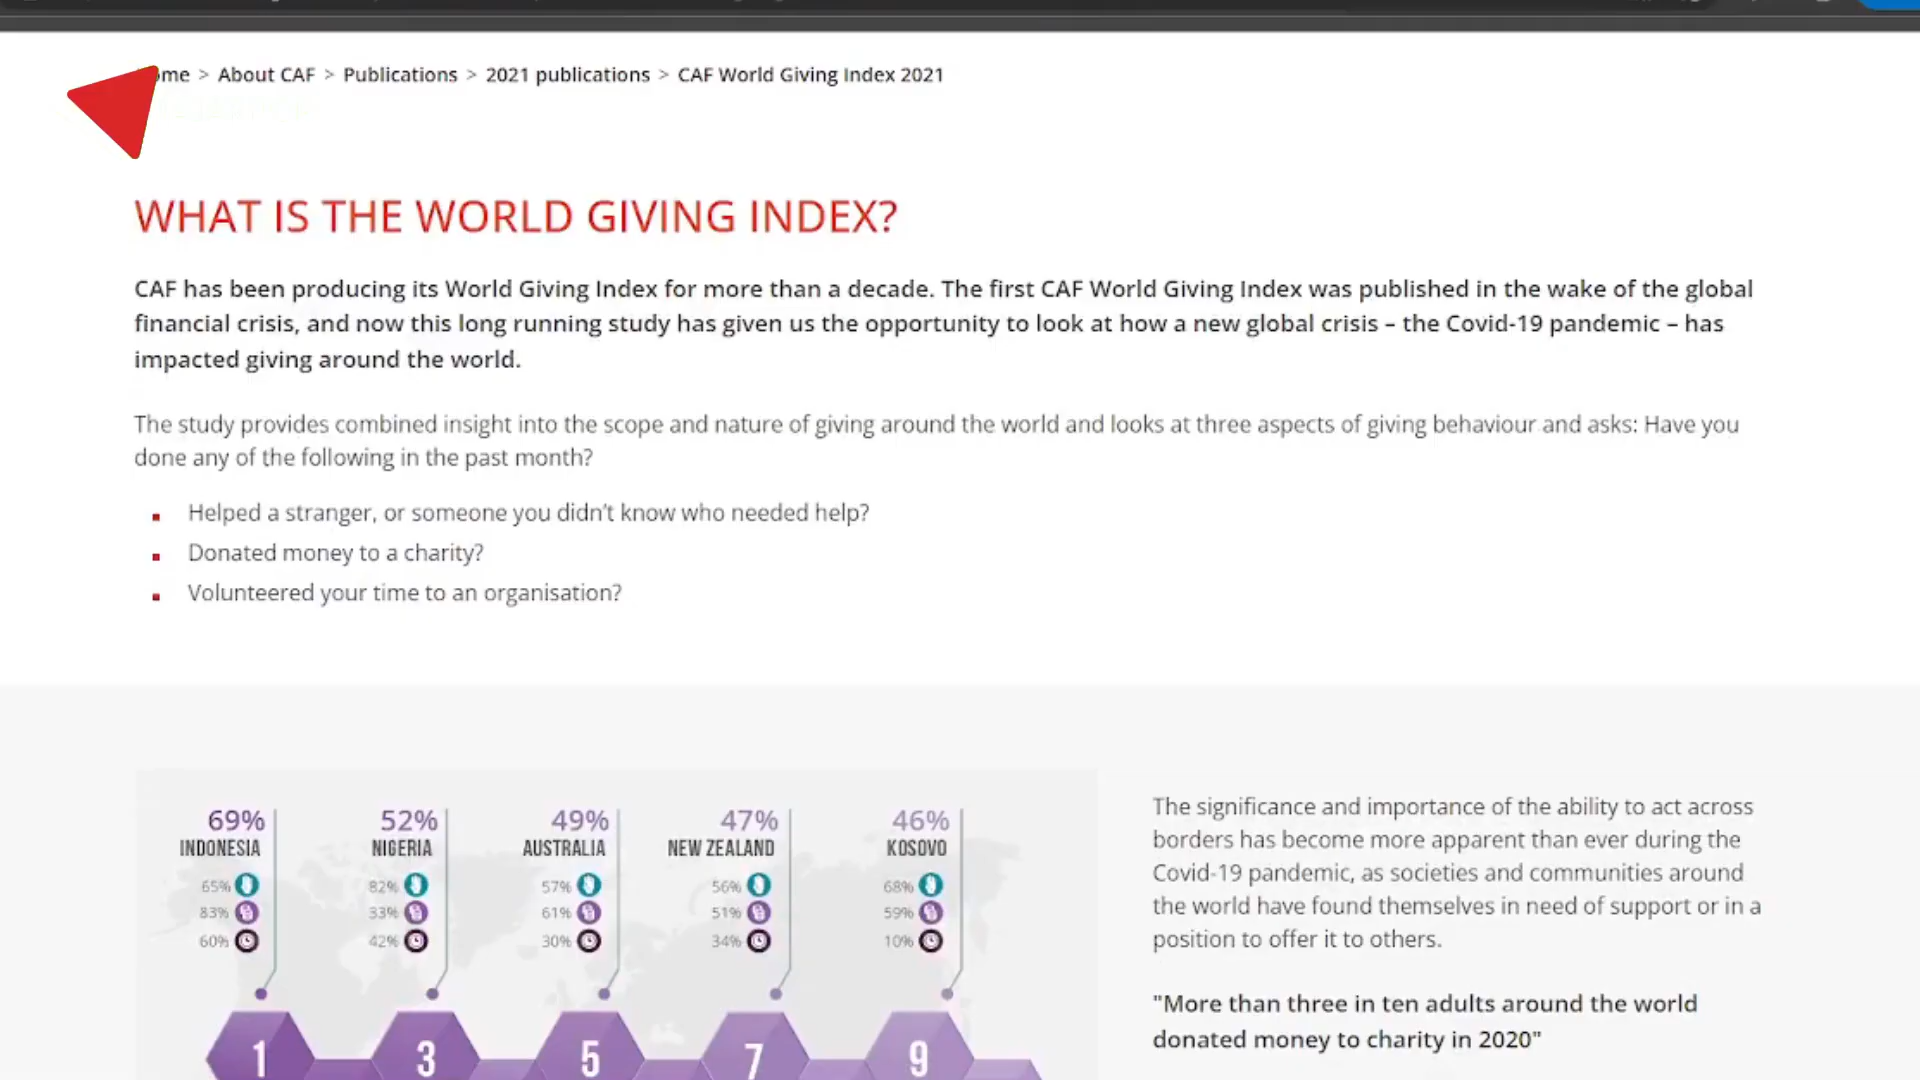 ome > About CAF > Publications > 2021 publications > CAF World Giving Index 2021
WHAT IS THE WORLD GIVING INDEX?
CAF has been producing its World Giving Index for more than a decade. The first CAF World Giving Index was published in the wake of the global
financial crisis, and now this long running study has given us the opportunity to look at how a new global crisis – the Covid-19 pandemic – has
impacted giving around the world.
The study provides combined insight into the scope and nature of giving around the world and looks at three aspects of giving behaviour and asks: Have you
done any of the following in the past month?
Helped a stranger, or someone you didn't know who needed help?
Donated money to a charity?
Volunteered your time to an organisation?
69% 52% 49% 47% 46%
INDONESIA NIGERIA AUSTRALIA NEW ZEALAND KOSOVO
65% 82% 57% 56% 68%
83% 33% 61% 51% 59%
60% 42% 30% 34% 10%
1 3 5 7 9
The significance and importance of the ability to act across
borders has become more apparent than ever during the
Covid-19 pandemic, as societies and communities around
the world have found themselves in need of support or in a
position to offer it to others.
"More than three in ten adults around the world
donated money to charity in 2020"